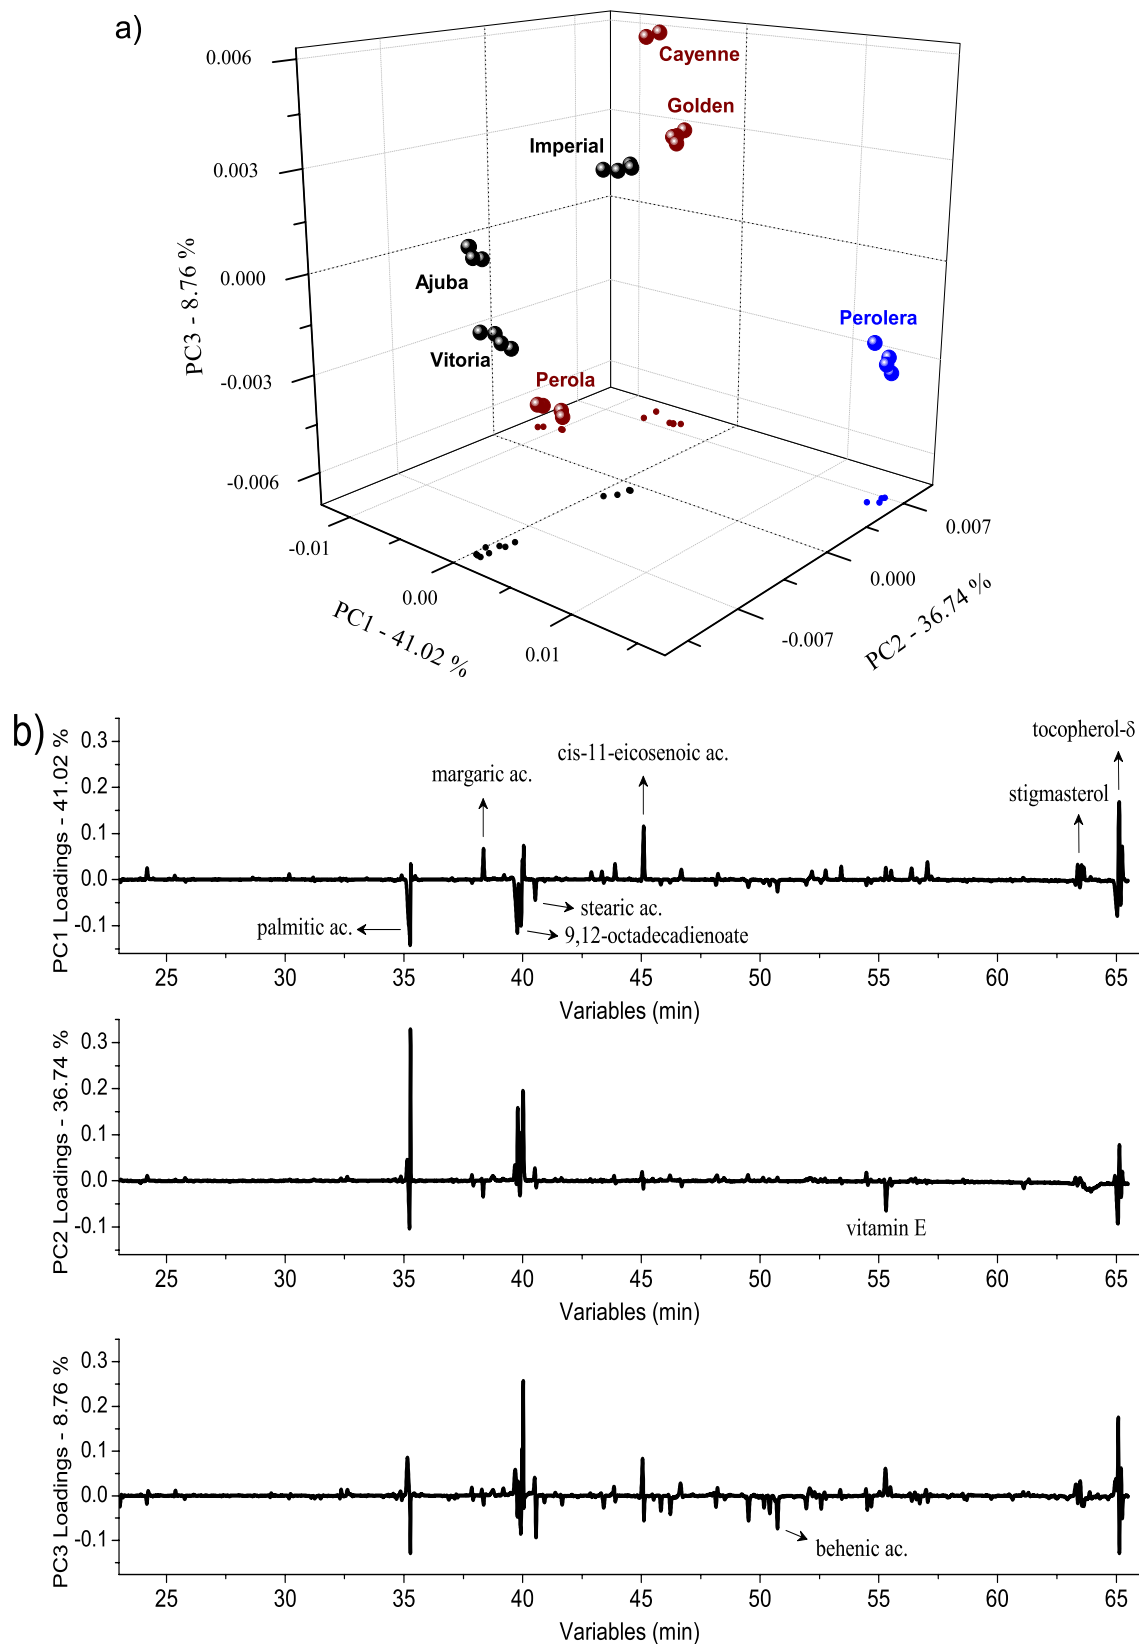 a)
Cayenne
Golden
Imperial
Ajuba
Vitoria
Perola
Perolera
0.006
0.003
0.000
-0.003
-0.006
PC3 - 8.76 %
-0.01
0.00
0.01
PC1 - 41.02 %
0.007
0.000
-0.007
PC2 - 36.74 %
b)
PC1 Loadings - 41.02 %
0.3
0.2
0.1
0.0
-0.1
tocopherol-δ
cis-11-eicosenoic ac.
margaric ac.
stigmasterol
stearic ac.
palmitic ac.
9,12-octadecadienoate
25 30 35 40 45 50 55 60 65
Variables (min)
PC2 Loadings - 36.74 %
0.3
0.2
0.1
0.0
-0.1
vitamin E
25 30 35 40 45 50 55 60 65
Variables (min)
PC3 Loadings - 8.76 %
0.3
0.2
0.1
0.0
-0.1
behenic ac.
25 30 35 40 45 50 55 60 65
Variables (min)